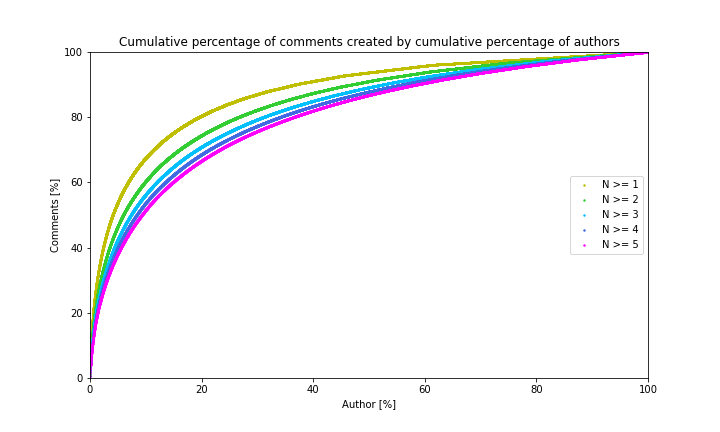 Cumulative percentage of comments created by cumulative percentage of authors
100
80
60
40
20
0
Comments [%]
N >= 1
N >= 2
N >= 3
N >= 4
N >= 5
0 20 40 60 80 100
Author [%]